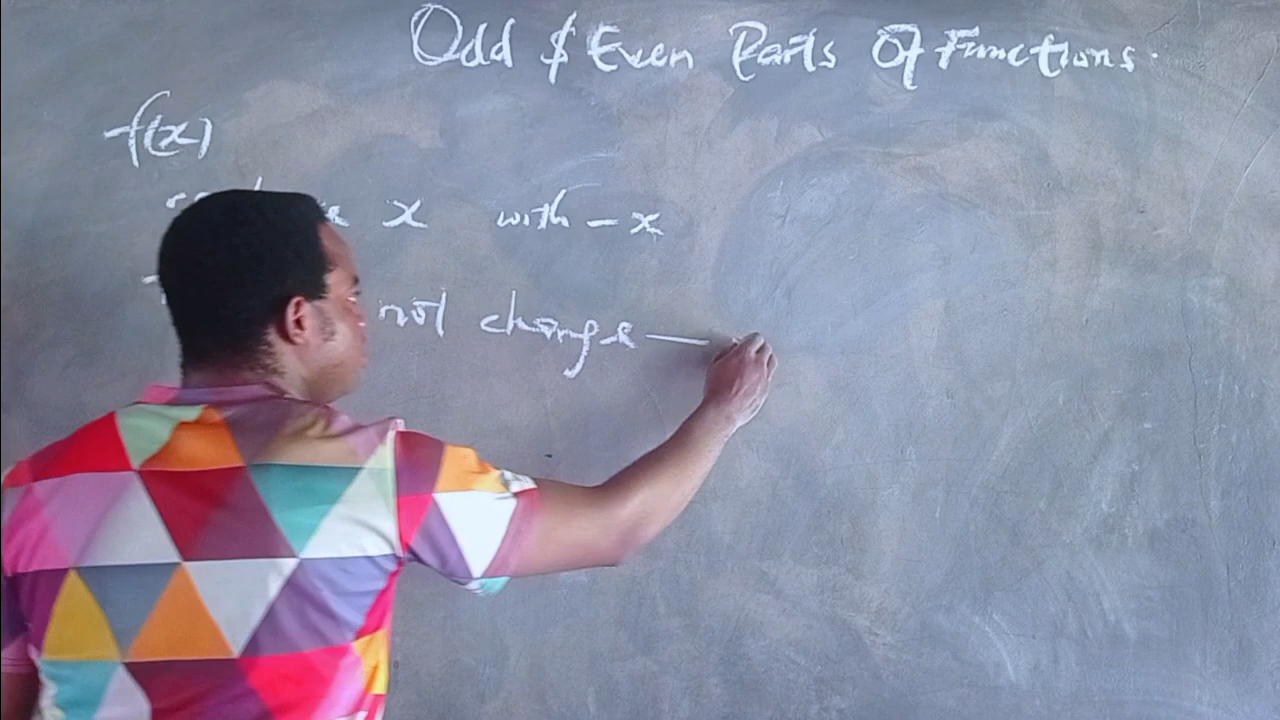 Odd & Even Parts Of Functions.
f(x)
x with - x
not change —